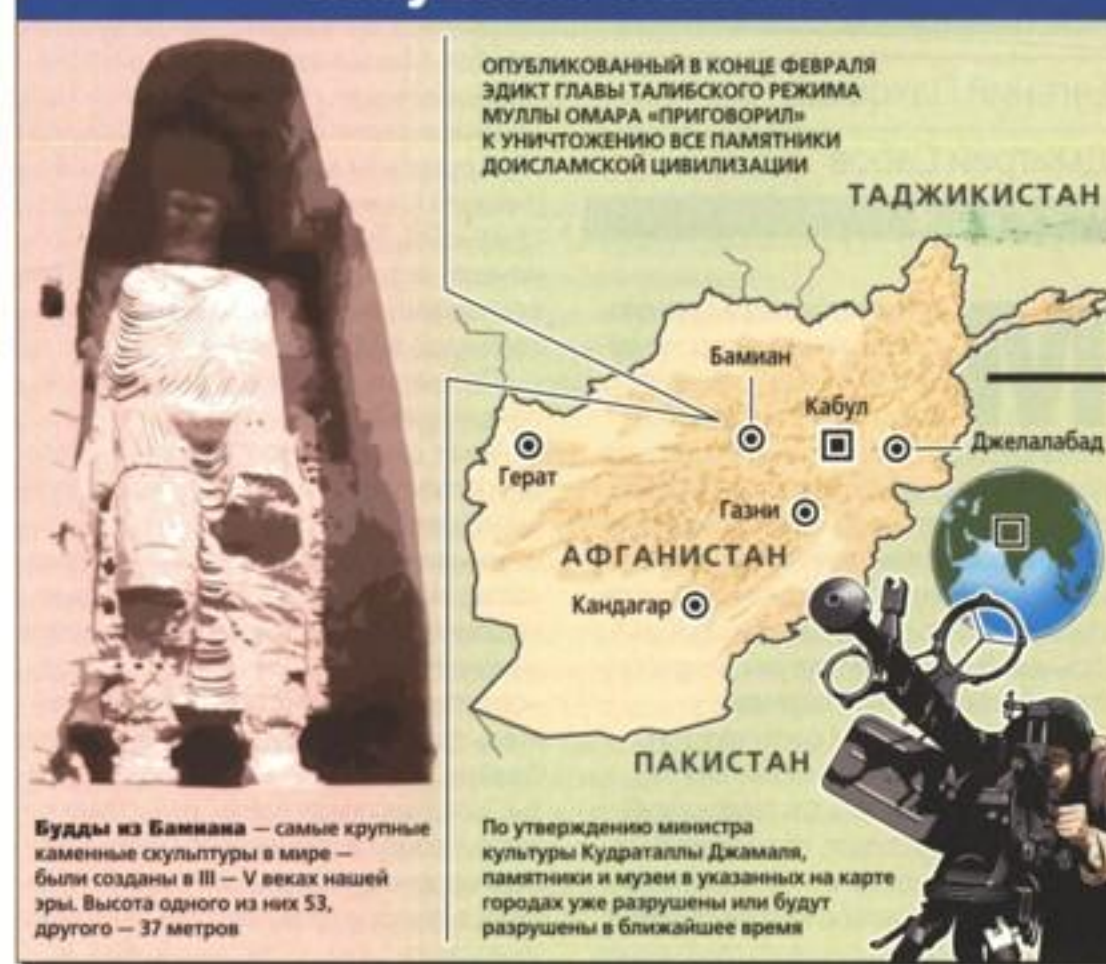 ОПУБЛИКОВАННЫЙ В КОНЦЕ ФЕВРАЛЯ
ЭДИКТ ГЛАВЫ ТАЛИБСКОГО РЕЖИМА
МУЛЛЫ ОМАРА «ПРИГОВОРИЛ»
К УНИЧТОЖЕНИЮ ВСЕ ПАМЯТНИКИ
ДОИСЛАМСКОЙ ЦИВИЛИЗАЦИИ
ТАДЖИКИСТАН
Бамиан
Кабул
Джелалабад
Герат
Газни
АФГАНИСТАН
Кандагар
ПАКИСТАН
Будды из Бамиана — самые крупные
каменные скульптуры в мире —
были созданы в III — V веках нашей
эры. Высота одного из них 53,
другого — 37 метров
По утверждению министра
культуры Кудраталлы Джамаля,
памятники и музеи в указанных на карте
городах уже разрушены или будут
разрушены в ближайшее время